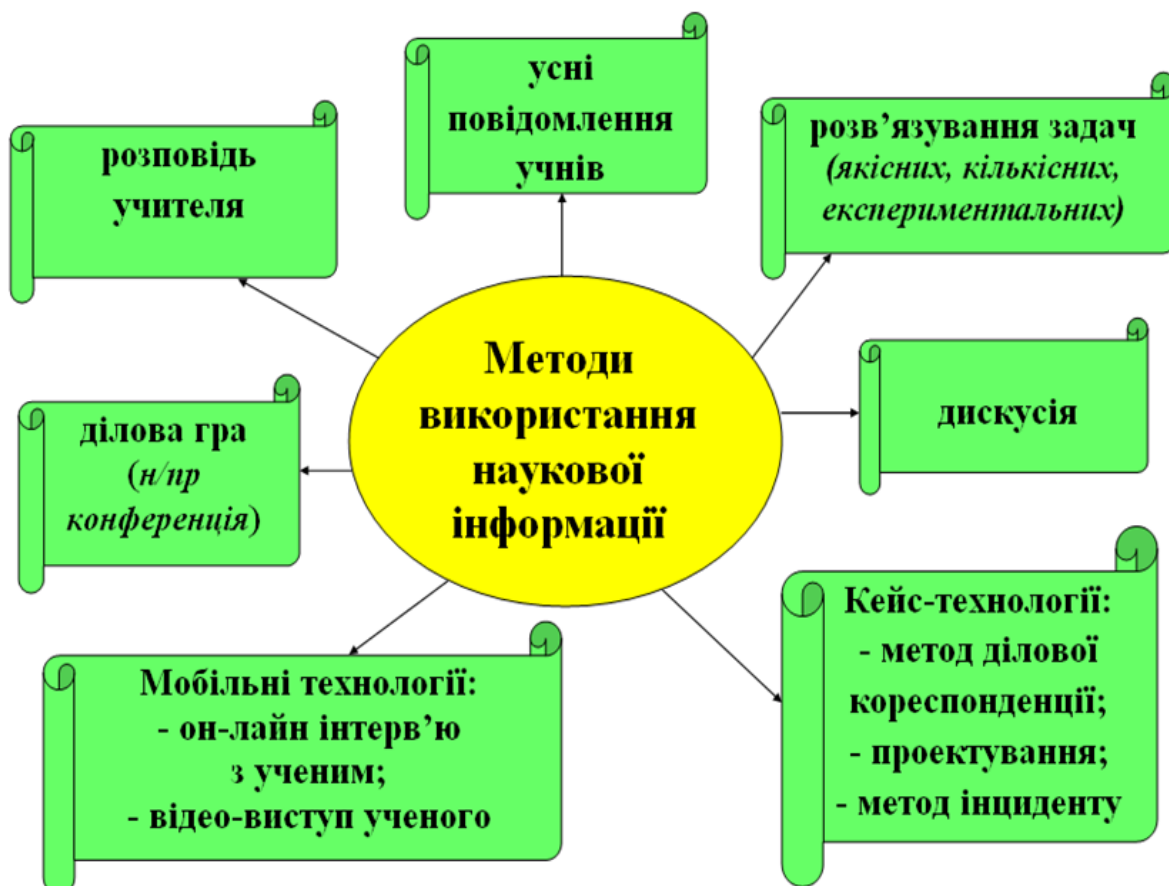 усні
повідомлення
учнів
розповідь
учителя
розв’язування задач
(якісних, кількісних,
експериментальних)
Методи
використання
наукової
інформації
дискусія
ділова гра
(н/пр
конференція)
Мобільні технології:
- он-лайн інтерв’ю
з ученим;
- відео-виступ ученого
Кейс-технології:
- метод ділової
кореспонденції;
- проектування;
- метод інциденту